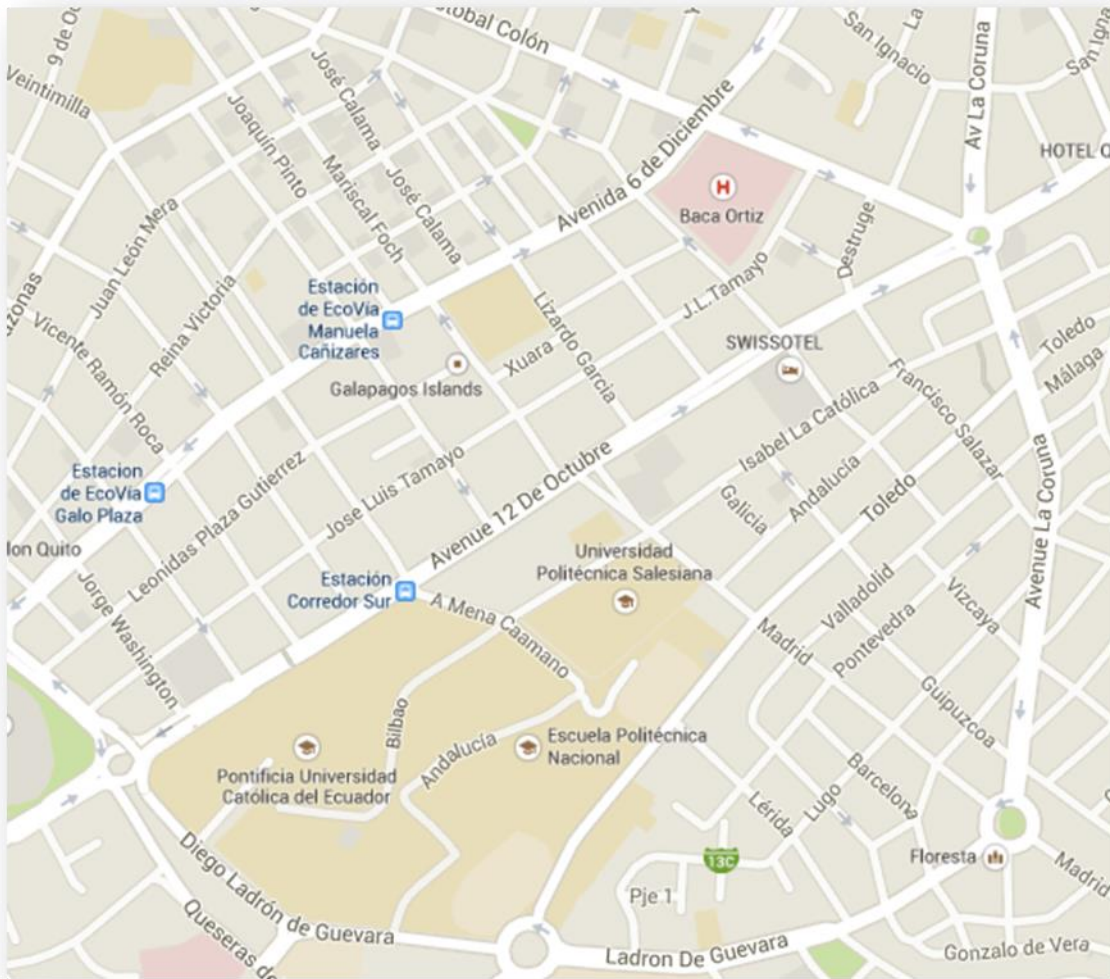 9 de Oc
Veintimilla
stobal Colón
José Calama
Joaquín Pinto
Mariscal Foch
José Calama
Avenida 6 de Diciembre
San Ignacio
La
Av La Coruna
San Igna
HOTEL O
H
Baca Ortiz
Destruge
J.L.Tamayo
Juan León Mera
Reina Victoria
azonas
Vicente Ramón Roca
Estación
de EcoVía
Manuela
Cañizares
Galapagos Islands
Xuara
Lizardo Garcia
SWISSOTEL
Isabel La Católica
Francisco Salazar
Toledo
Málaga
Estacion
de EcoVía
Galo Plaza
lon Quito
Leonidas Plaza Gutierrez
Jose Luis Tamayo
Avenue 12 De Octubre
Galicia
Andalucía
Toledo
Avenue La Coruna
Jorge Washington
Estación
Corredor Sur
A Mena Caamano
Universidad
Politécnica Salesiana
Madrid
Valladolid
Pontevedra
Vizcaya
Guipuzcoa
Bilbao
Andalucía
Pontificia Universidad
Católica del Ecuador
Escuela Politécnica
Nacional
Barcelona
Lugo
Lérida
13C
Floresta
Madrid
Pje 1
Diego Ladrón de Guevara
Queseras de
Ladron De Guevara
Gonzalo de Vera